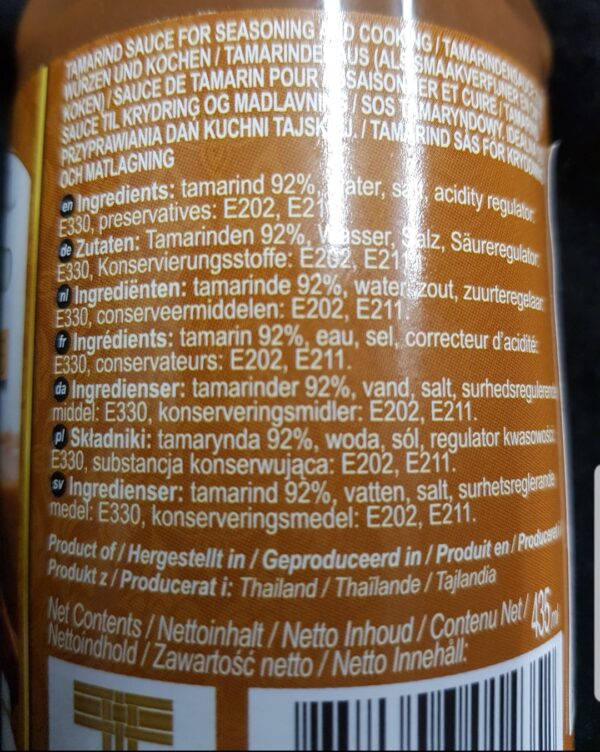 TAMARIND SAUCE FOR SEASONING COOKING / TAMARINDENSAUCE
WÜRZEN UND KOCHEN / TAMARINDE SAUS (ALS SMAAKVERFIJNER
KOKEN) / SAUCE DE TAMARIN POUR ASSAISONNER ET CUIRE / TAMARIND
SAUCE TIL KRYDRING OG MADLAVNING / SOS TAMARYNDOWY. IDEALNY
PRZYPRAWIANIA DAŃ KUCHNI TAJSKIEJ. / TAMARIND SÅS FÖR KRYDDNING
OCH MATLAGNING
en Ingredients: tamarind 92%, water, salt, acidity regulator:
E330, preservatives: E202, E211.
de Zutaten: Tamarinden 92%, Wasser, Salz, Säureregulator:
E330, Konservierungsstoffe: E202, E211
nl Ingrediënten: tamarinde 92%, water, zout, zuurteregelaar:
E330, conserveermiddelen: E202, E211
fr Ingrédients: tamarin 92%, eau, sel, correcteur d'acidité:
E330, conservateurs: E202, E211.
da Ingredienser: tamarinder 92%, vand, salt, surhedsregulerende
middel: E330, konserveringsmidler: E202, E211.
pl Składniki: tamarynda 92%, woda, sól, regulator kwasowości:
E330, substancja konserwująca: E202, E211.
sv Ingredienser: tamarind 92%, vatten, salt, surhetsreglerande
medel: E330, konserveringsmedel: E202, E211.
Product of / Hergestellt in / Geproduceerd in / Produit en / Produceret i
Produkt z / Producerat i: Thailand / Thaïlande / Tajlandia
Net Contents / Nettoinhalt / Netto Inhoud / Contenu Net / 435 ml
Nettoindhold / Zawartość netto / Netto Innehåll: